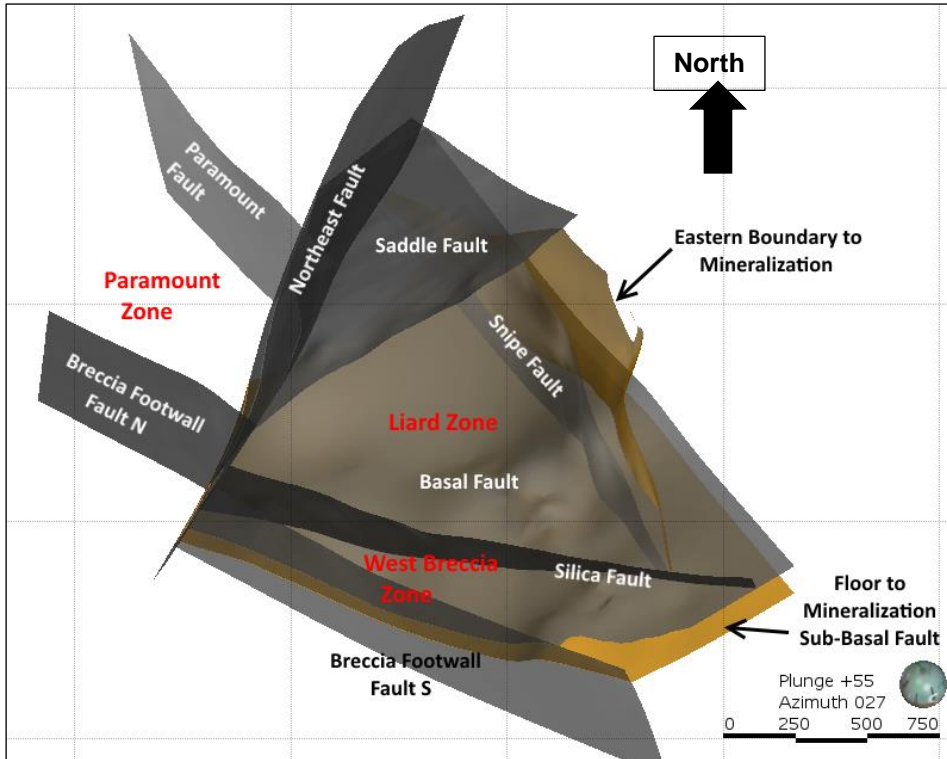 North
Paramount
Fault
Northeast Fault
Saddle Fault
Eastern Boundary to
Mineralization
Paramount
Zone
Snipe Fault
Breccia Footwall
Fault N
Liard Zone
Basal Fault
West Breccia
Zone
Silica Fault
Floor to
Mineralization
Sub-Basal Fault
Breccia Footwall
Fault S
Plunge +55
Azimuth 027
0 250 500 750